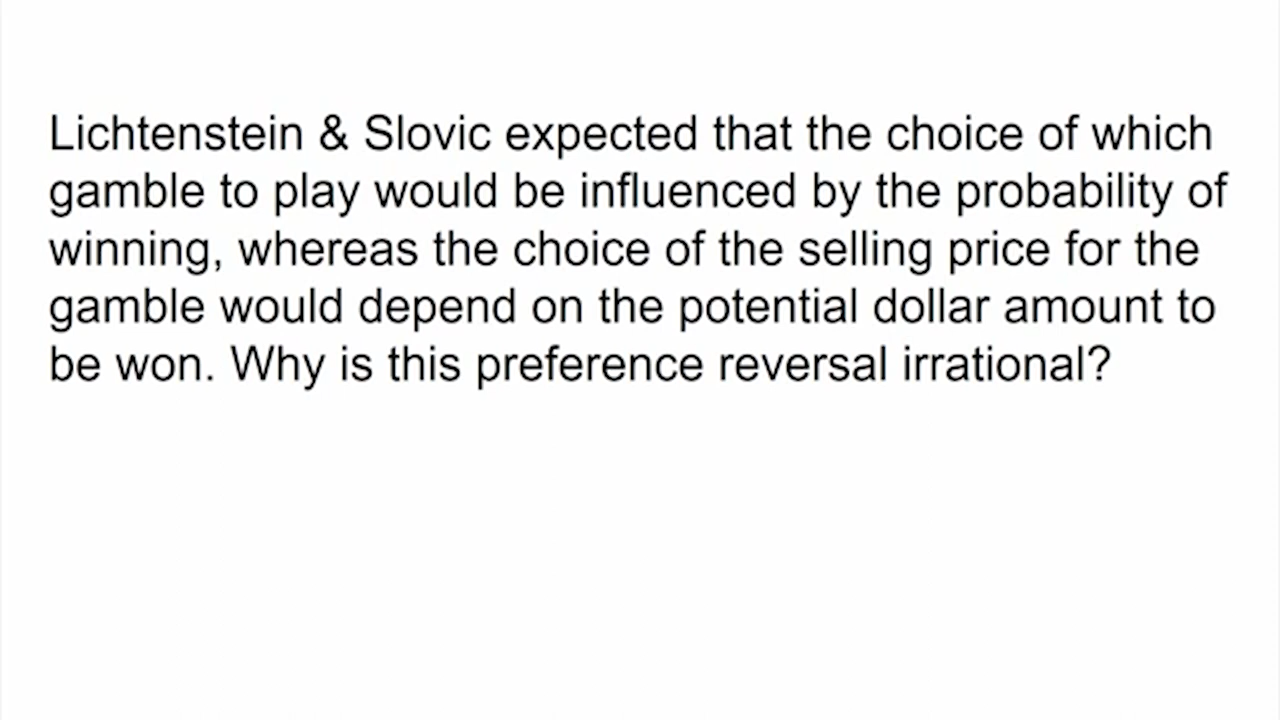 Lichtenstein & Slovic expected that the choice of which
gamble to play would be influenced by the probability of
winning, whereas the choice of the selling price for the
gamble would depend on the potential dollar amount to
be won. Why is this preference reversal irrational?